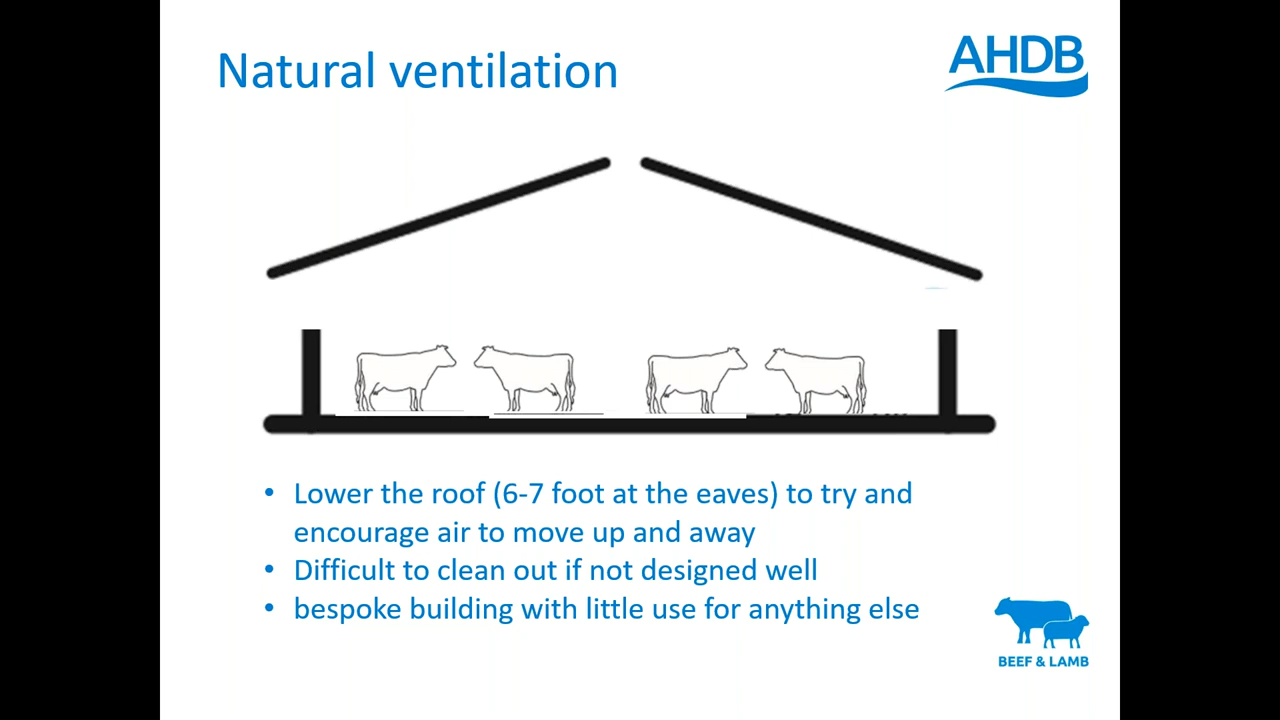 Natural ventilation
AHDB
• Lower the roof (6-7 foot at the eaves) to try and
encourage air to move up and away
• Difficult to clean out if not designed well
• bespoke building with little use for anything else
BEEF & LAMB